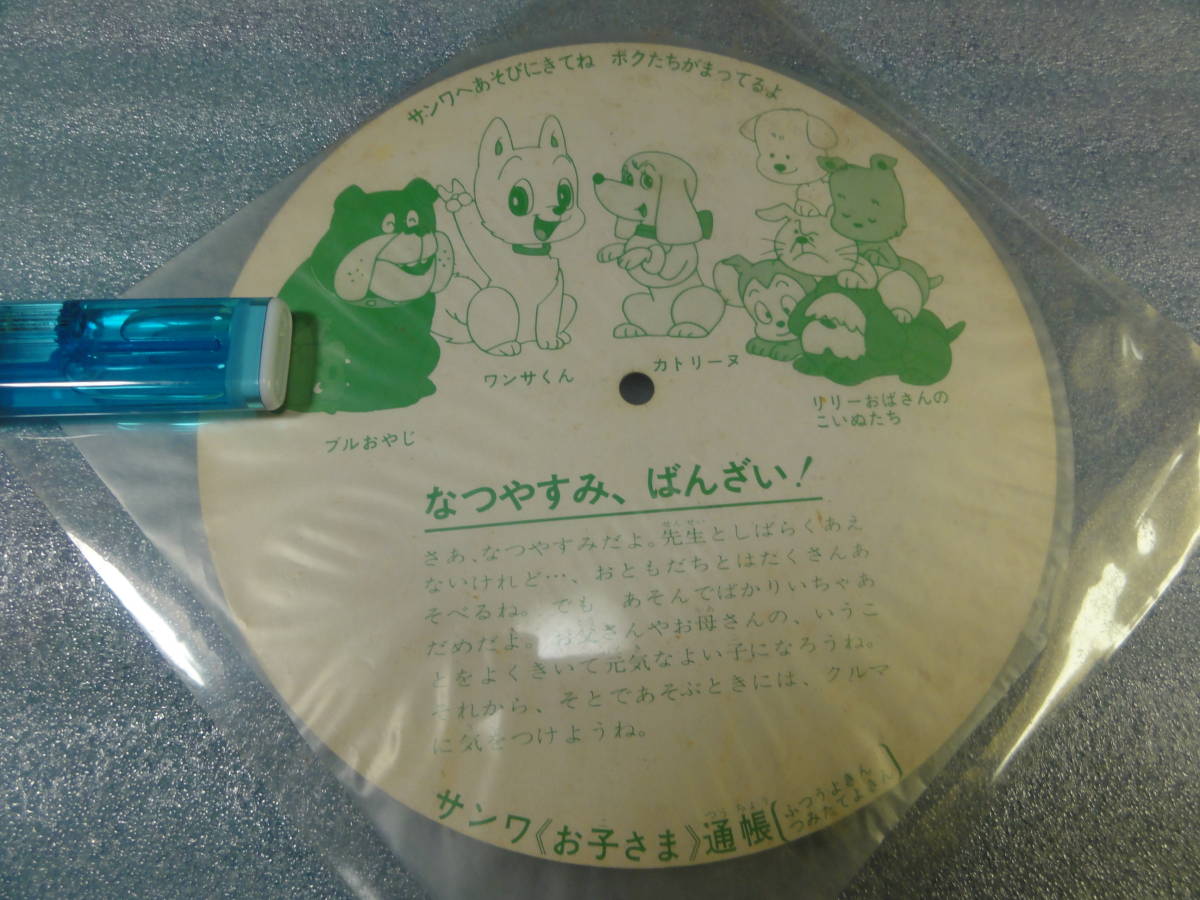 サンワへあそびにきてね ボクたちがまってるよ
ワンサくん
カトリーヌ
リリーおばさんの
こいぬたち
ブルおやじ
なつやすみ、ばんざい!
せんせい
さあ、なつやすみだよ。先生としばらくあえ
ないけれど…、おともだちとはたくさんあ
そべるね。でも あそんでばかりいちゃあ
だめだよ。お父さんやお母さんの、いうこ
とをよくきいて元気なよい子になろうね。
それから、そとであそぶときには、クルマ
に気をつけようね。
サンワ《お子さま》通帳(ふつうよきん
つみたてよきん)